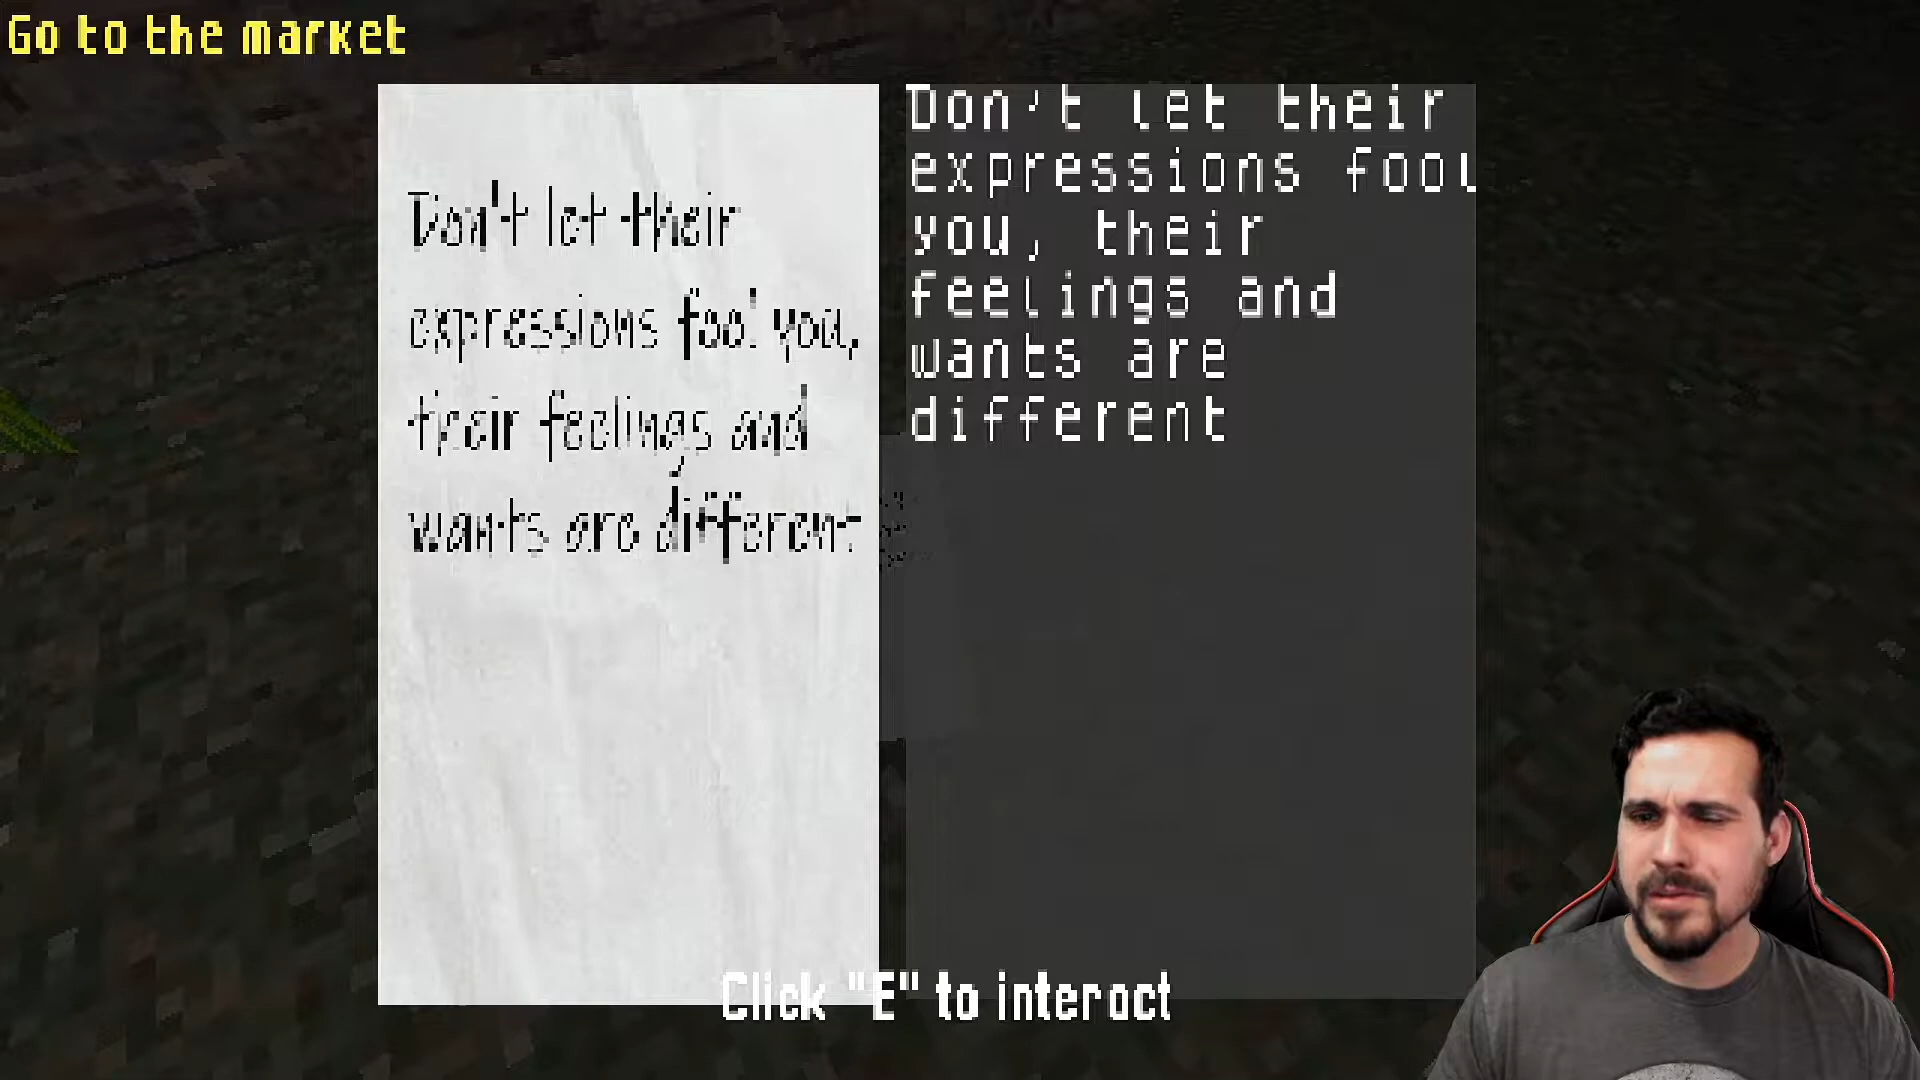 Go to the market
Don't let their
expressions fool you,
their feelings and
wants are different
Don't let their
expressions fool
you, their
feelings and
wants are
different
Click "E" to interact